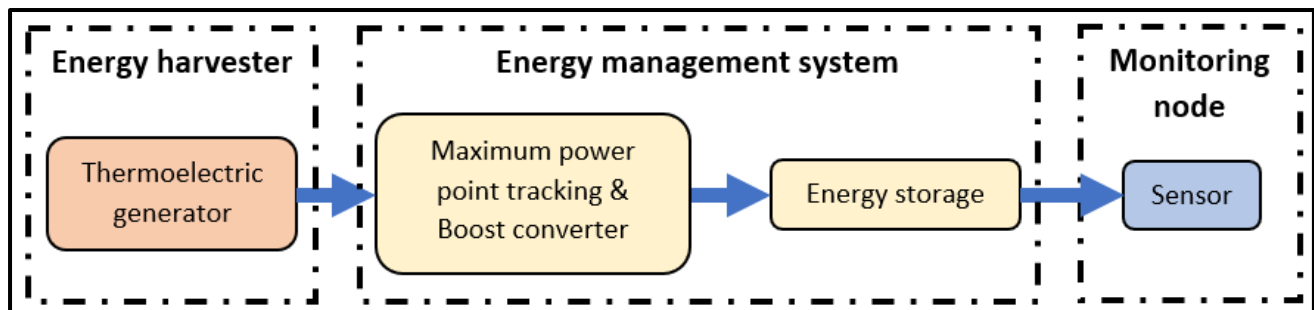 Energy harvester
Thermoelectric
generator
Energy management system
Maximum power
point tracking &
Boost converter
Energy storage
Monitoring
node
Sensor